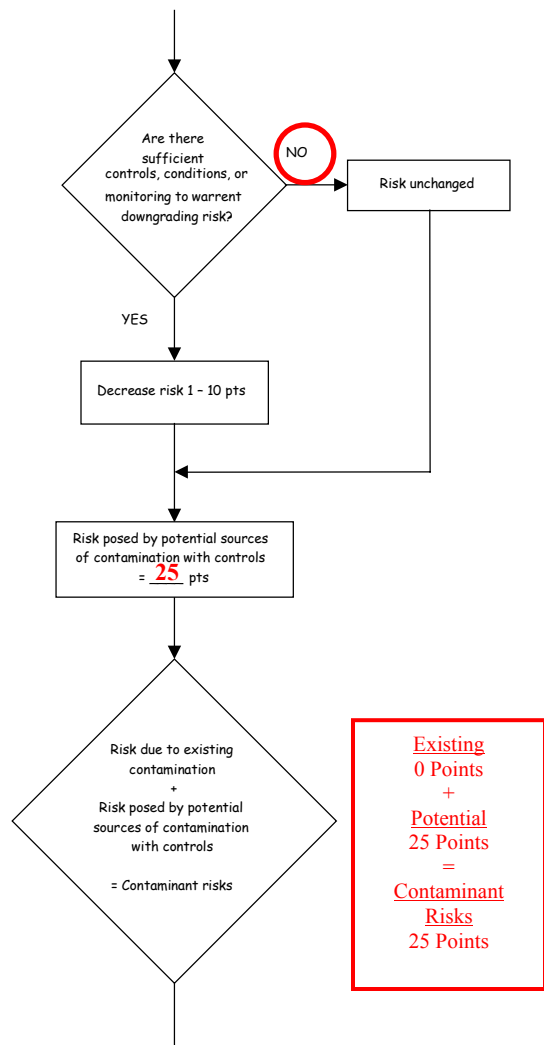 Are there
sufficient
controls, conditions, or
monitoring to warrent
downgrading risk?
NO
Risk unchanged
YES
Decrease risk 1 – 10 pts
Risk posed by potential sources
of contamination with controls
= 25 pts
Risk due to existing
contamination
+
Risk posed by potential
sources of contamination
with controls
= Contaminant risks
Existing
0 Points
+
Potential
25 Points
=
Contaminant
Risks
25 Points